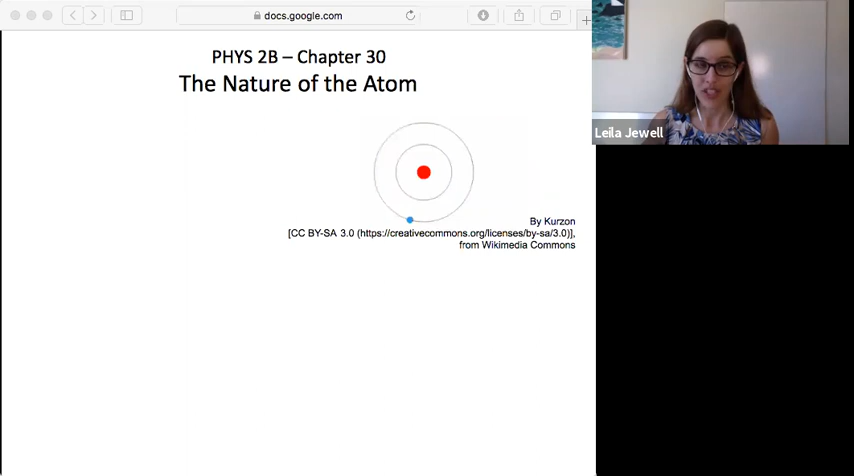 docs.google.com
PHYS 2B – Chapter 30
The Nature of the Atom
By Kurzon
[CC BY-SA 3.0 (https://creativecommons.org/licenses/by-sa/3.0)],
from Wikimedia Commons
Leila Jewell